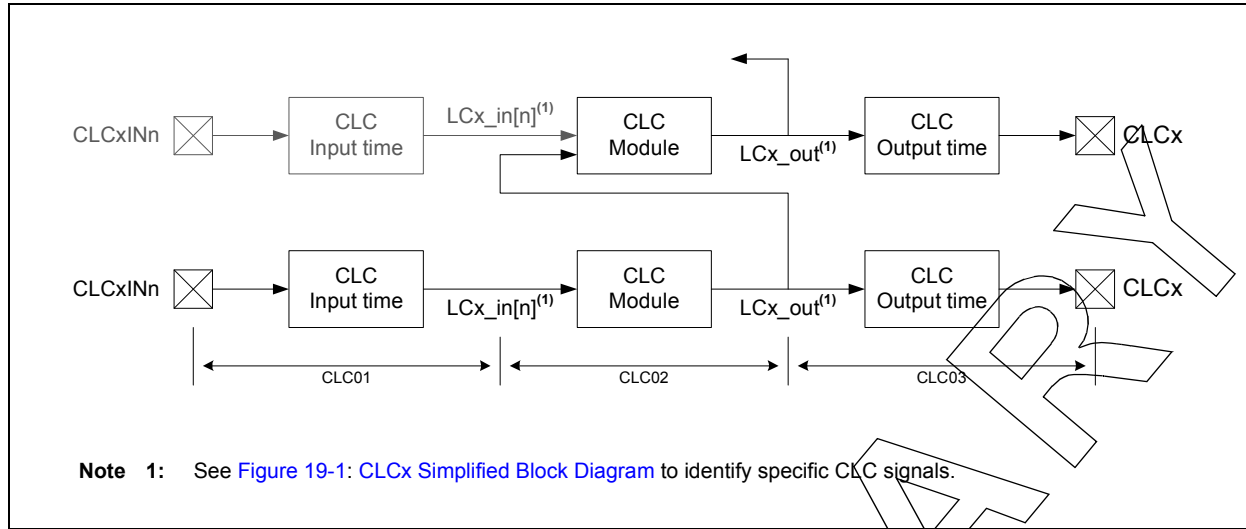 CLCxINn
CLC
Input time
LCx_in[n](1)
CLC
Module
LCx_out(1)
CLC
Output time
CLCx
CLCxINn
CLC
Input time
LCx_in[n](1)
CLC
Module
LCx_out(1)
CLC
Output time
CLCx
CLC01
CLC02
CLC03
Note 1: See Figure 19-1: CLCx Simplified Block Diagram to identify specific CLC signals.
A R Y